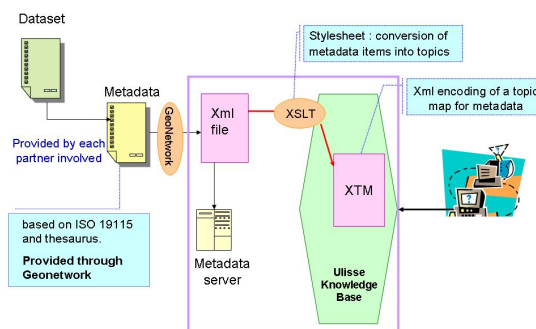 Dataset
Stylesheet : conversion of
metadata items into topics
Metadata
GeoNetwork
Xml
file
XSLT
Xml encoding of a topic
map for metadata
Provided by each
partner involved
XTM
based on ISO 19115
and thesaurus.
Provided through
Geonetwork
Metadata
server
Ulisse
Knowledge
Base
?